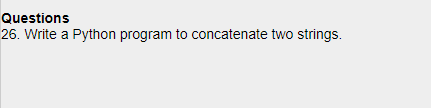 Questions
26. Write a Python program to concatenate two strings.